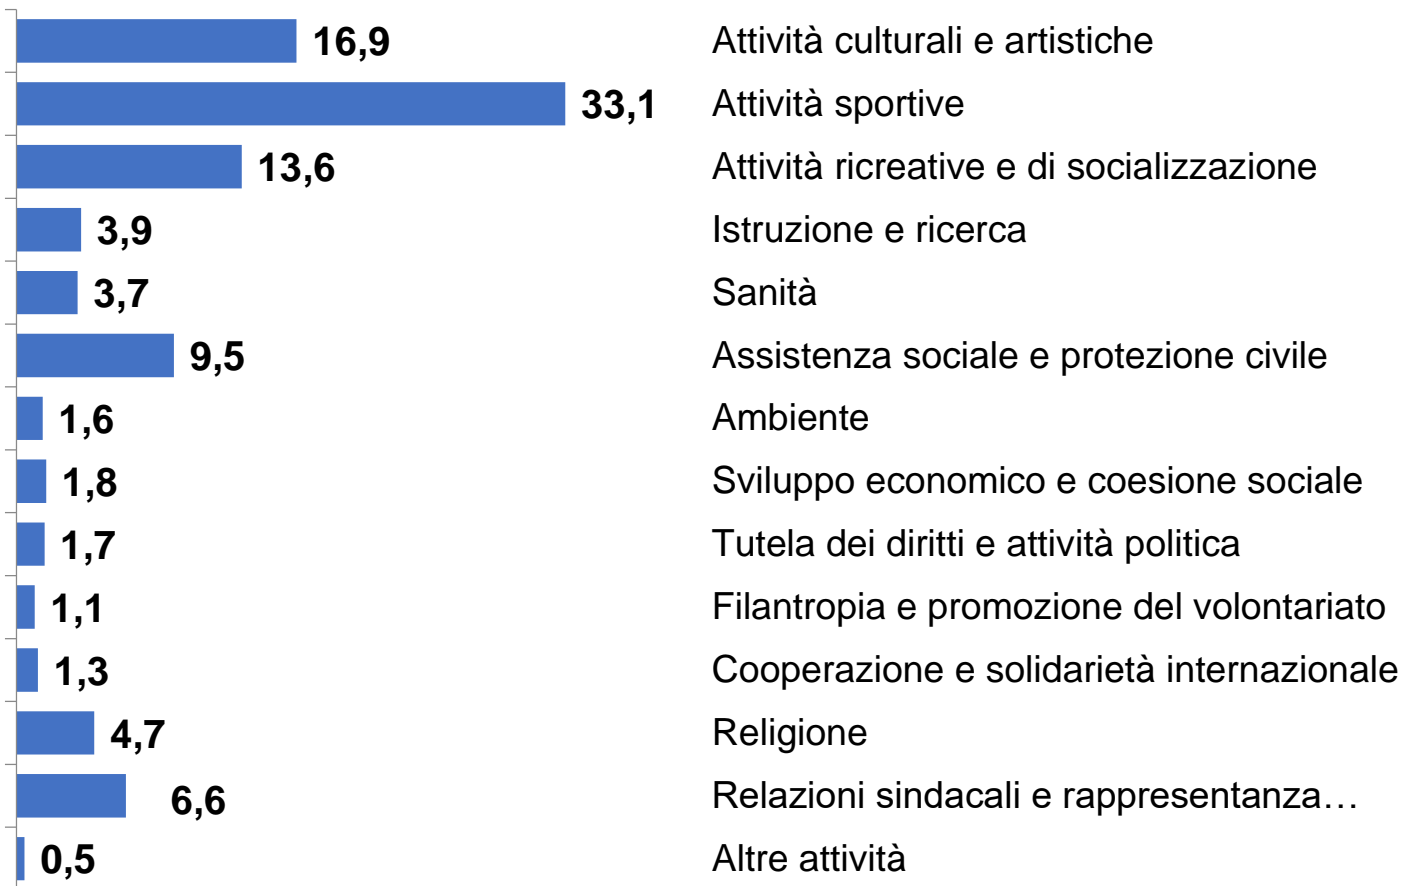 16,9 Attività culturali e artistiche
33,1 Attività sportive
13,6 Attività ricreative e di socializzazione
3,9 Istruzione e ricerca
3,7 Sanità
9,5 Assistenza sociale e protezione civile
1,6 Ambiente
1,8 Sviluppo economico e coesione sociale
1,7 Tutela dei diritti e attività politica
1,1 Filantropia e promozione del volontariato
1,3 Cooperazione e solidarietà internazionale
4,7 Religione
6,6 Relazioni sindacali e rappresentanza…
0,5 Altre attività